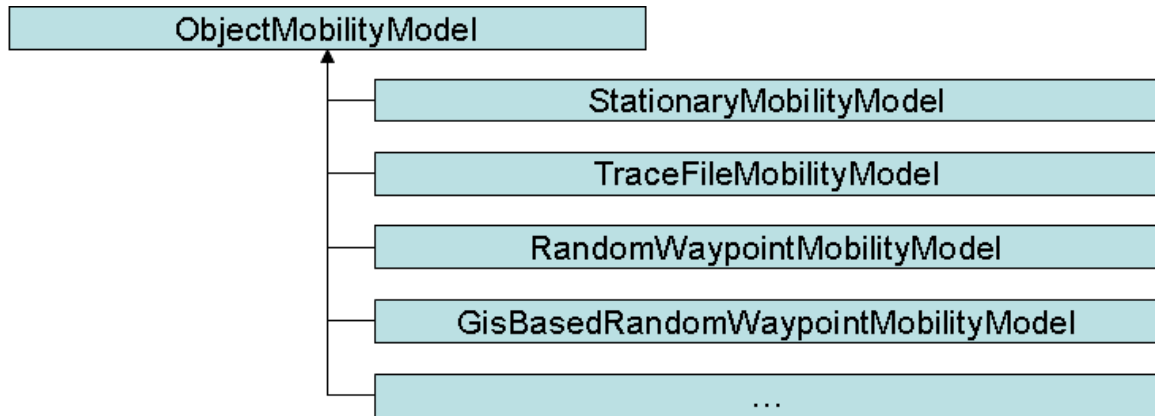 ObjectMobilityModel
StationaryMobilityModel
TraceFileMobilityModel
RandomWaypointMobilityModel
GisBasedRandomWaypointMobilityModel
...